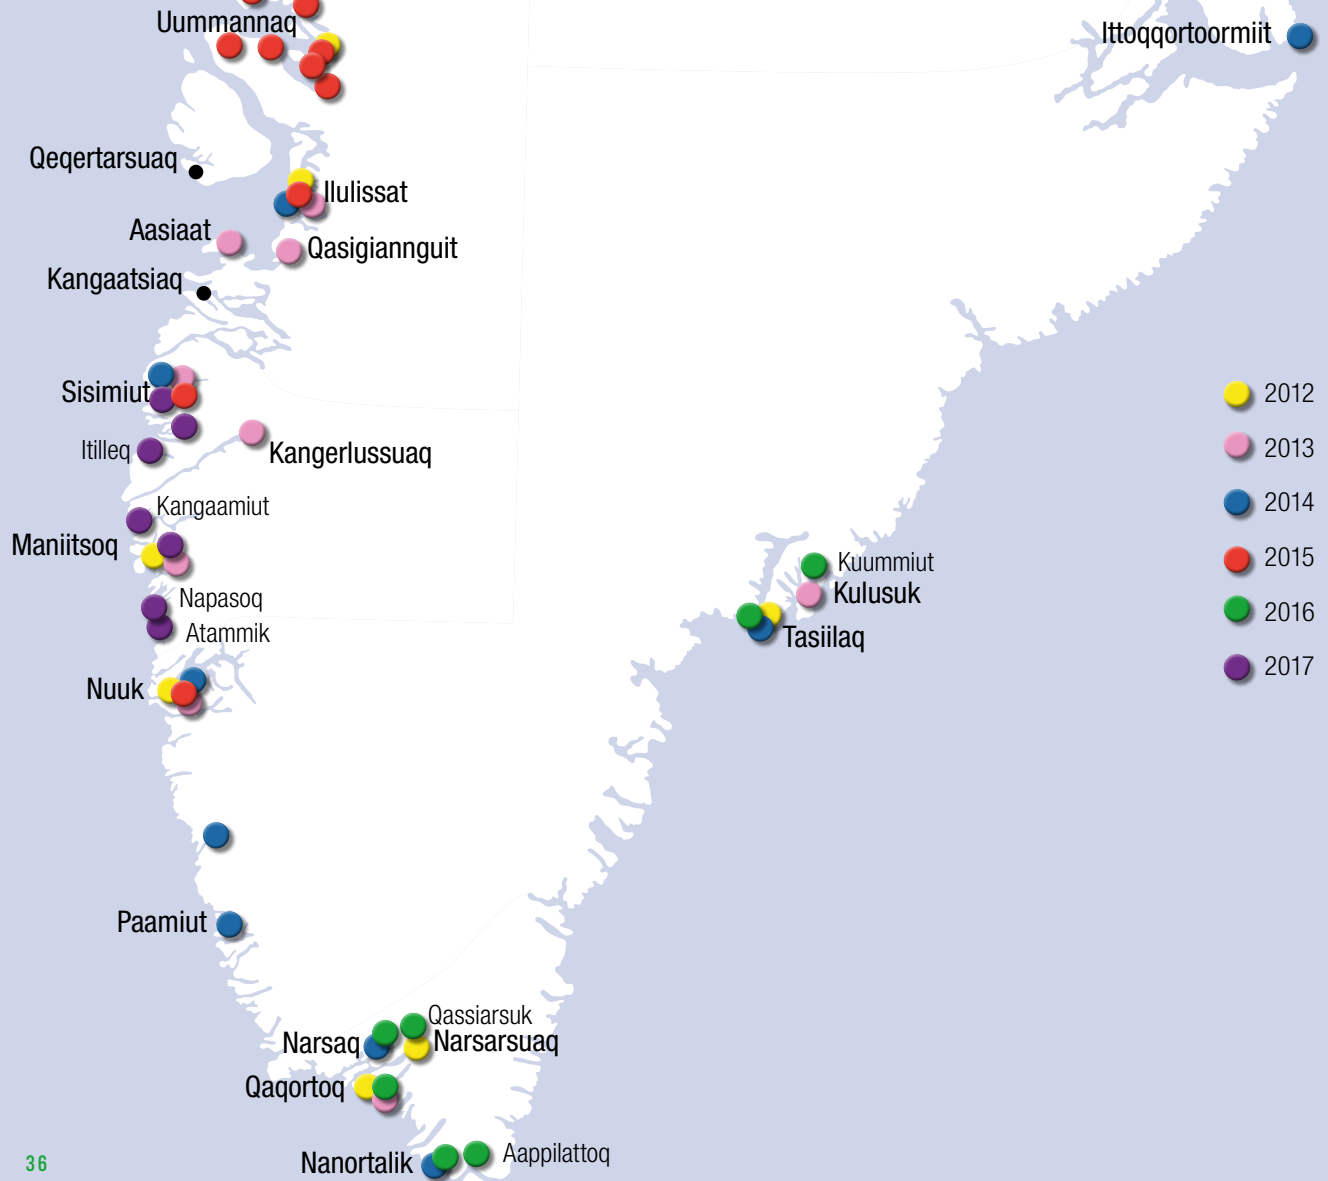 Uummannaq
Ittoqqortoormiit
Qeqertarsuaq
Ilulissat
Aasiaat
Qasigiannguit
Kangaatsiaq
Sisimiut
2012
2013
Itilleq
Kangerlussuaq
2014
Kangaamiut
Maniitsoq
2015
Kuummiut
Kulusuk
Napasoq
2016
Atammik
Tasiilaq
2017
Nuuk
Paamiut
Qassiarsuk
Narsaq
Narsarsuaq
Qaqortoq
Aappilattoq
Nanortalik
36